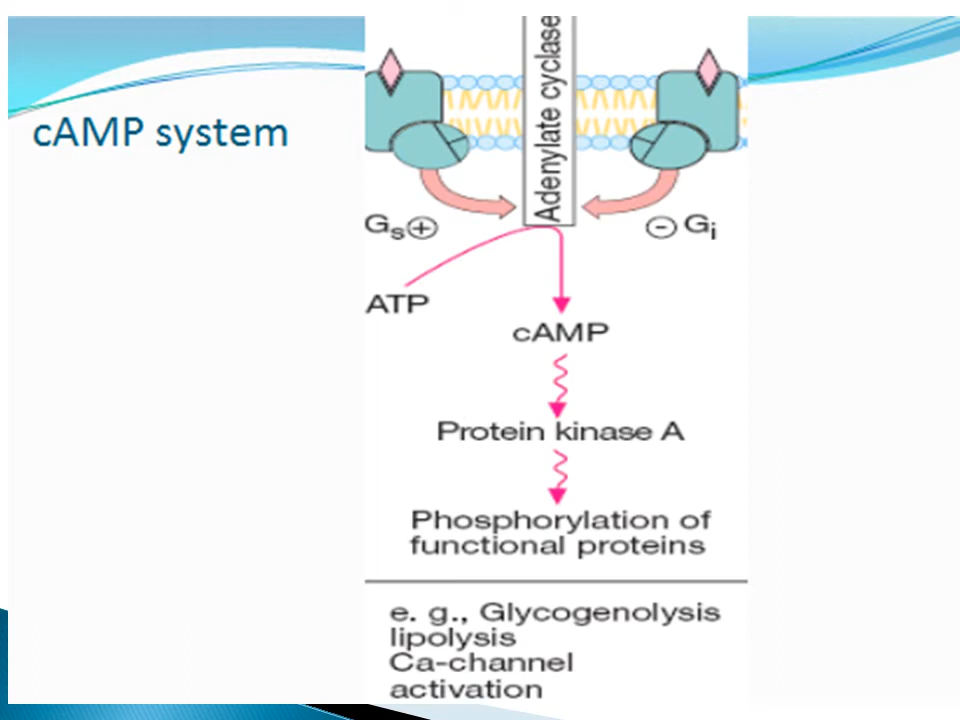 cAMP system
Adenylate cyclase
Gs+
- Gi
ATP
cAMP
Protein kinase A
Phosphorylation of
functional proteins
e. g., Glycogenolysis
lipolysis
Ca-channel
activation